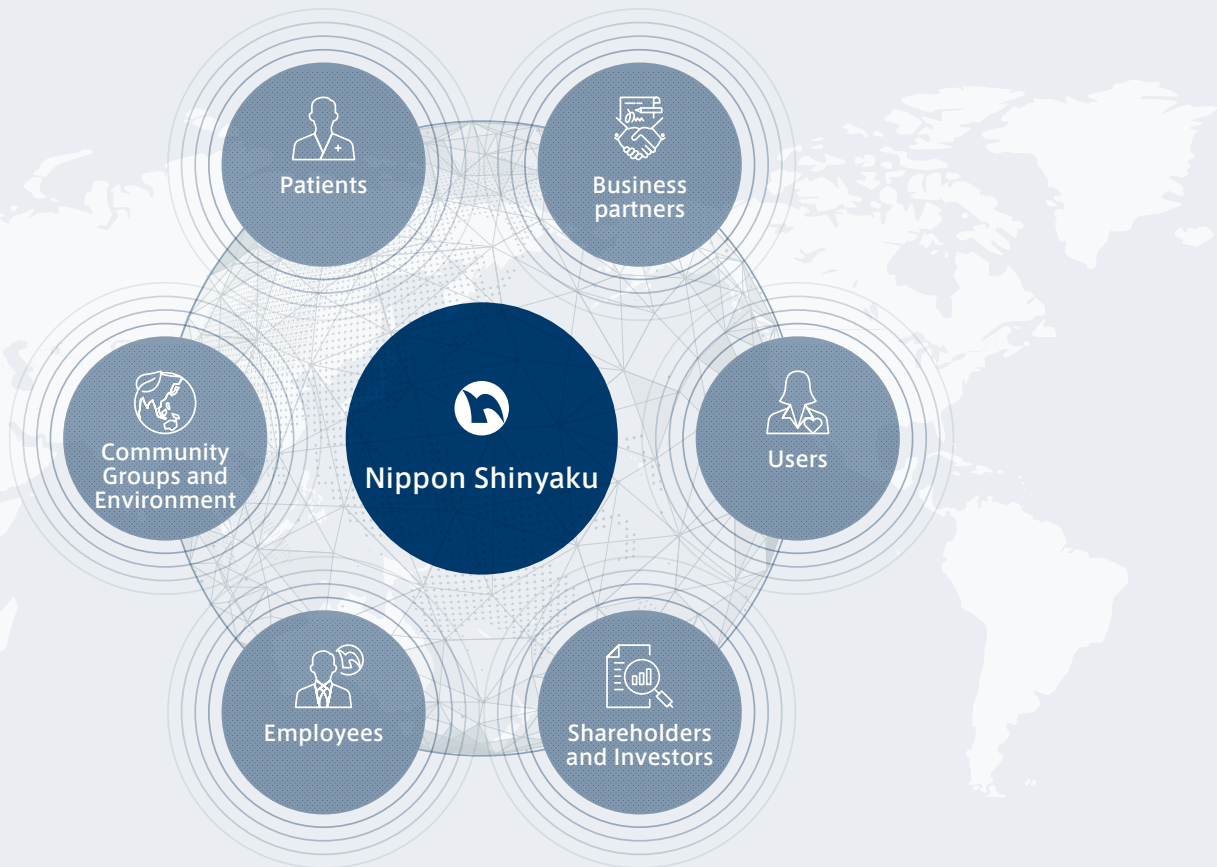 Patients
Business
partners
Community
Groups and
Environment
Nippon Shinyaku
Users
Employees
Shareholders
and Investors